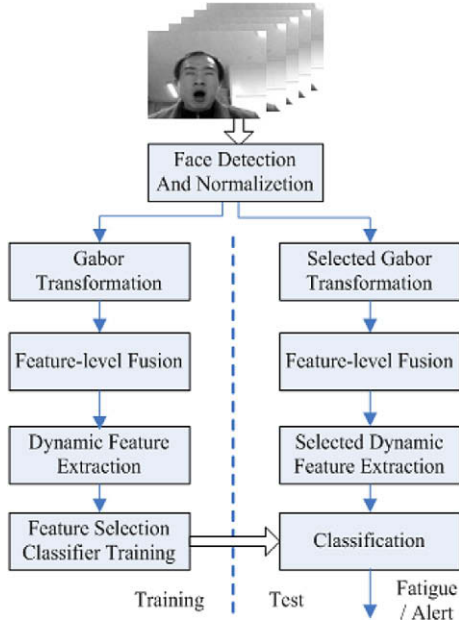 Face Detection
And Normalizetion
Gabor
Transformation
Feature-level Fusion
Dynamic Feature
Extraction
Feature Selection
Classifier Training
Training
Selected Gabor
Transformation
Feature-level Fusion
Selected Dynamic
Feature Extraction
Classification
Test
Fatigue
/ Alert